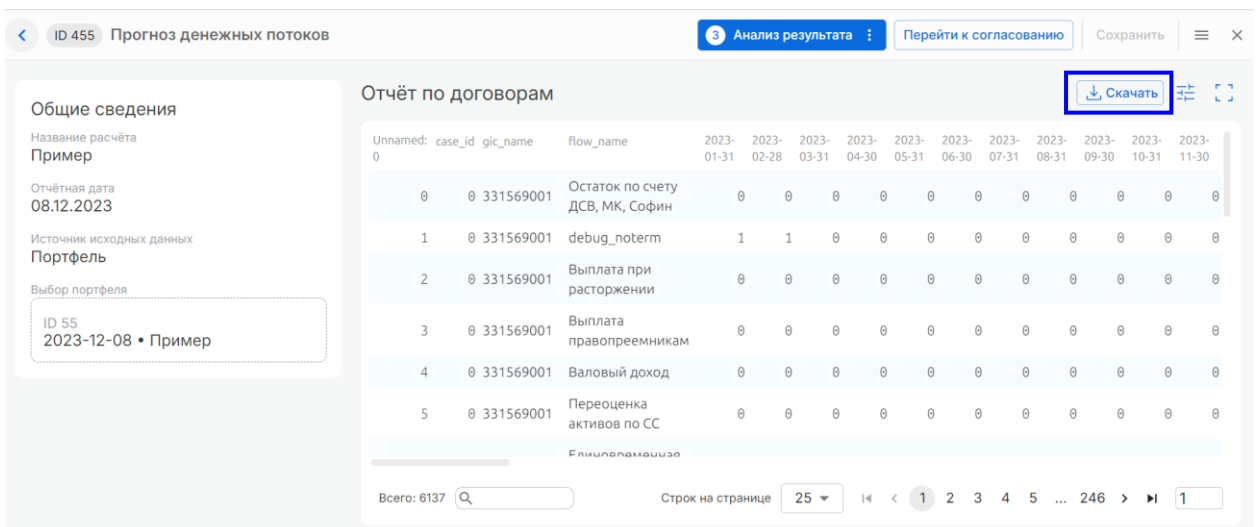 ID 455 Прогноз денежных потоков 3 Анализ результата Перейти к согласованию Сохранить
Общие сведения
Название расчёта
Пример
Отчётная дата
08.12.2023
Источник исходных данных
Портфель
Выбор портфеля
ID 55
2023-12-08 • Пример
Отчёт по договорам Скачать
Unnamed: case_id gic_name flow_name 2023- 2023- 2023- 2023- 2023- 2023- 2023- 2023- 2023- 2023- 2023-
0 01-31 02-28 03-31 04-30 05-31 06-30 07-31 08-31 09-30 10-31 11-30
Остаток по счету
0 0 331569001 0 0 0 0 0 0 0 0 0 0 0
ДСВ, МК, Софин
1 0 331569001 debug_noterm 1 1 0 0 0 0 0 0 0 0 0
Выплата при
2 0 331569001 0 0 0 0 0 0 0 0 0 0 0
расторжении
Выплата
3 0 331569001 0 0 0 0 0 0 0 0 0 0 0
правопреемникам
4 0 331569001 Валовый доход 0 0 0 0 0 0 0 0 0 0 0
Переоценка
5 0 331569001 0 0 0 0 0 0 0 0 0 0 0
активов по СС
Единовременная
Всего: 6137 Строк на странице 25 1 2 3 4 5 ... 246 1